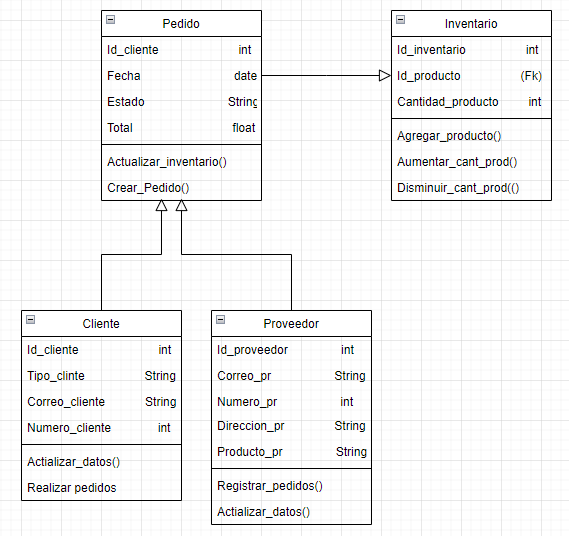 Pedido
Id_cliente int
Fecha date
Estado String
Total float
Actualizar_inventario()
Crear_Pedido()
Inventario
Id_inventario int
Id_producto (Fk)
Cantidad_producto int
Agregar_producto()
Aumentar_cant_prod()
Disminuir_cant_prod(()
Cliente
Id_cliente int
Tipo_clinte String
Correo_cliente String
Numero_cliente int
Actializar_datos()
Realizar pedidos
Proveedor
Id_proveedor int
Correo_pr String
Numero_pr int
Direccion_pr String
Producto_pr String
Registrar_pedidos()
Actializar_datos()